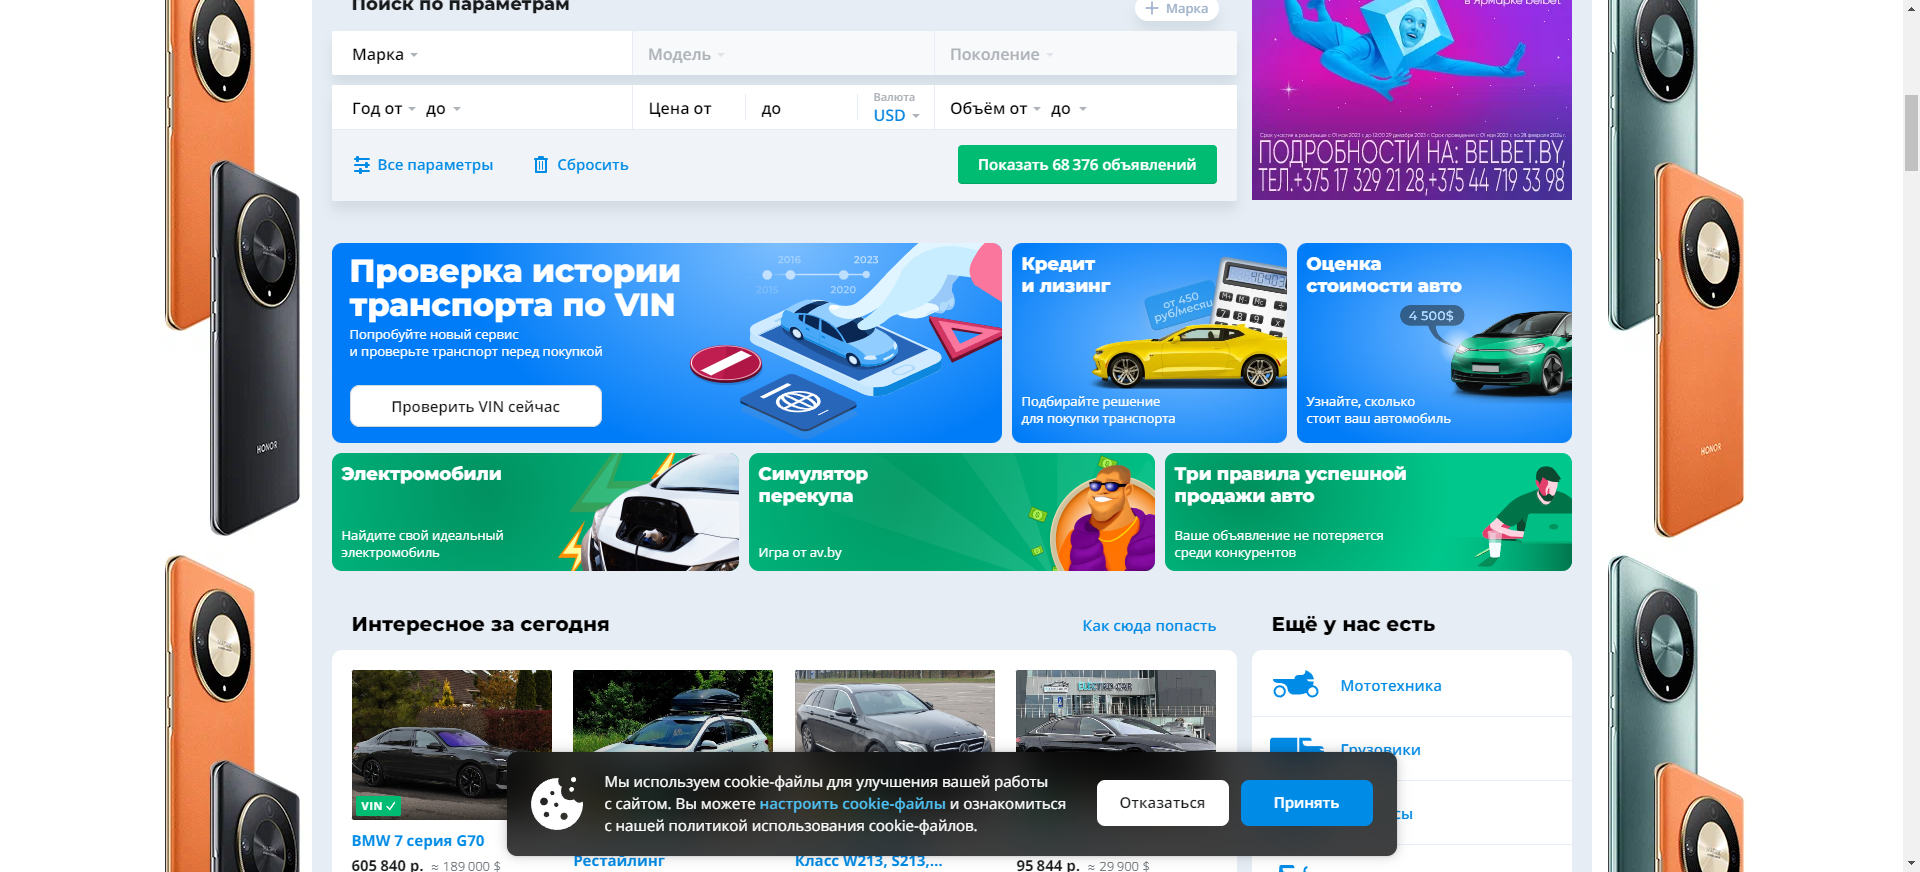 Поиск по параметрам
Марка
Марка
Модель
Поколение
Год от
до
Цена от
до
Валюта
USD
Объём от
до
Все параметры
Сбросить
Показать 68 376 объявлений
в Ярмарке belbet
ПОДРОБНОСТИ НА: BELBET.BY,
ТЕЛ.+375 17 329 21 28,+375 44 719 33 98
Проверка истории
транспорта по VIN
Попробуйте новый сервис
и проверьте транспорт перед покупкой
Проверить VIN сейчас
2016
2023
2015
2020
Кредит
и лизинг
от 450
руб/месяц
Подбирайте решение
для покупки транспорта
Оценка
стоимости авто
4 500$
Узнайте, сколько
стоит ваш автомобиль
Электромобили
Найдите свой идеальный
электромобиль
Симулятор
перекупа
Игра от av.by
Три правила успешной
продажи авто
Ваше объявление не потеряется
среди конкурентов
HONOR
HONOR
Интересное за сегодня
Как сюда попасть
Ещё у нас есть
Мототехника
Грузовики
сы
VIN
BMW 7 серия G70
605 840 р. ≈ 189 000 $
Рестайлинг
Класс W213, S213,...
95 844 р. ≈ 29 900 $
Мы используем cookie-файлы для улучшения вашей работы
с сайтом. Вы можете настроить cookie-файлы и ознакомиться
с нашей политикой использования cookie-файлов.
Отказаться
Принять